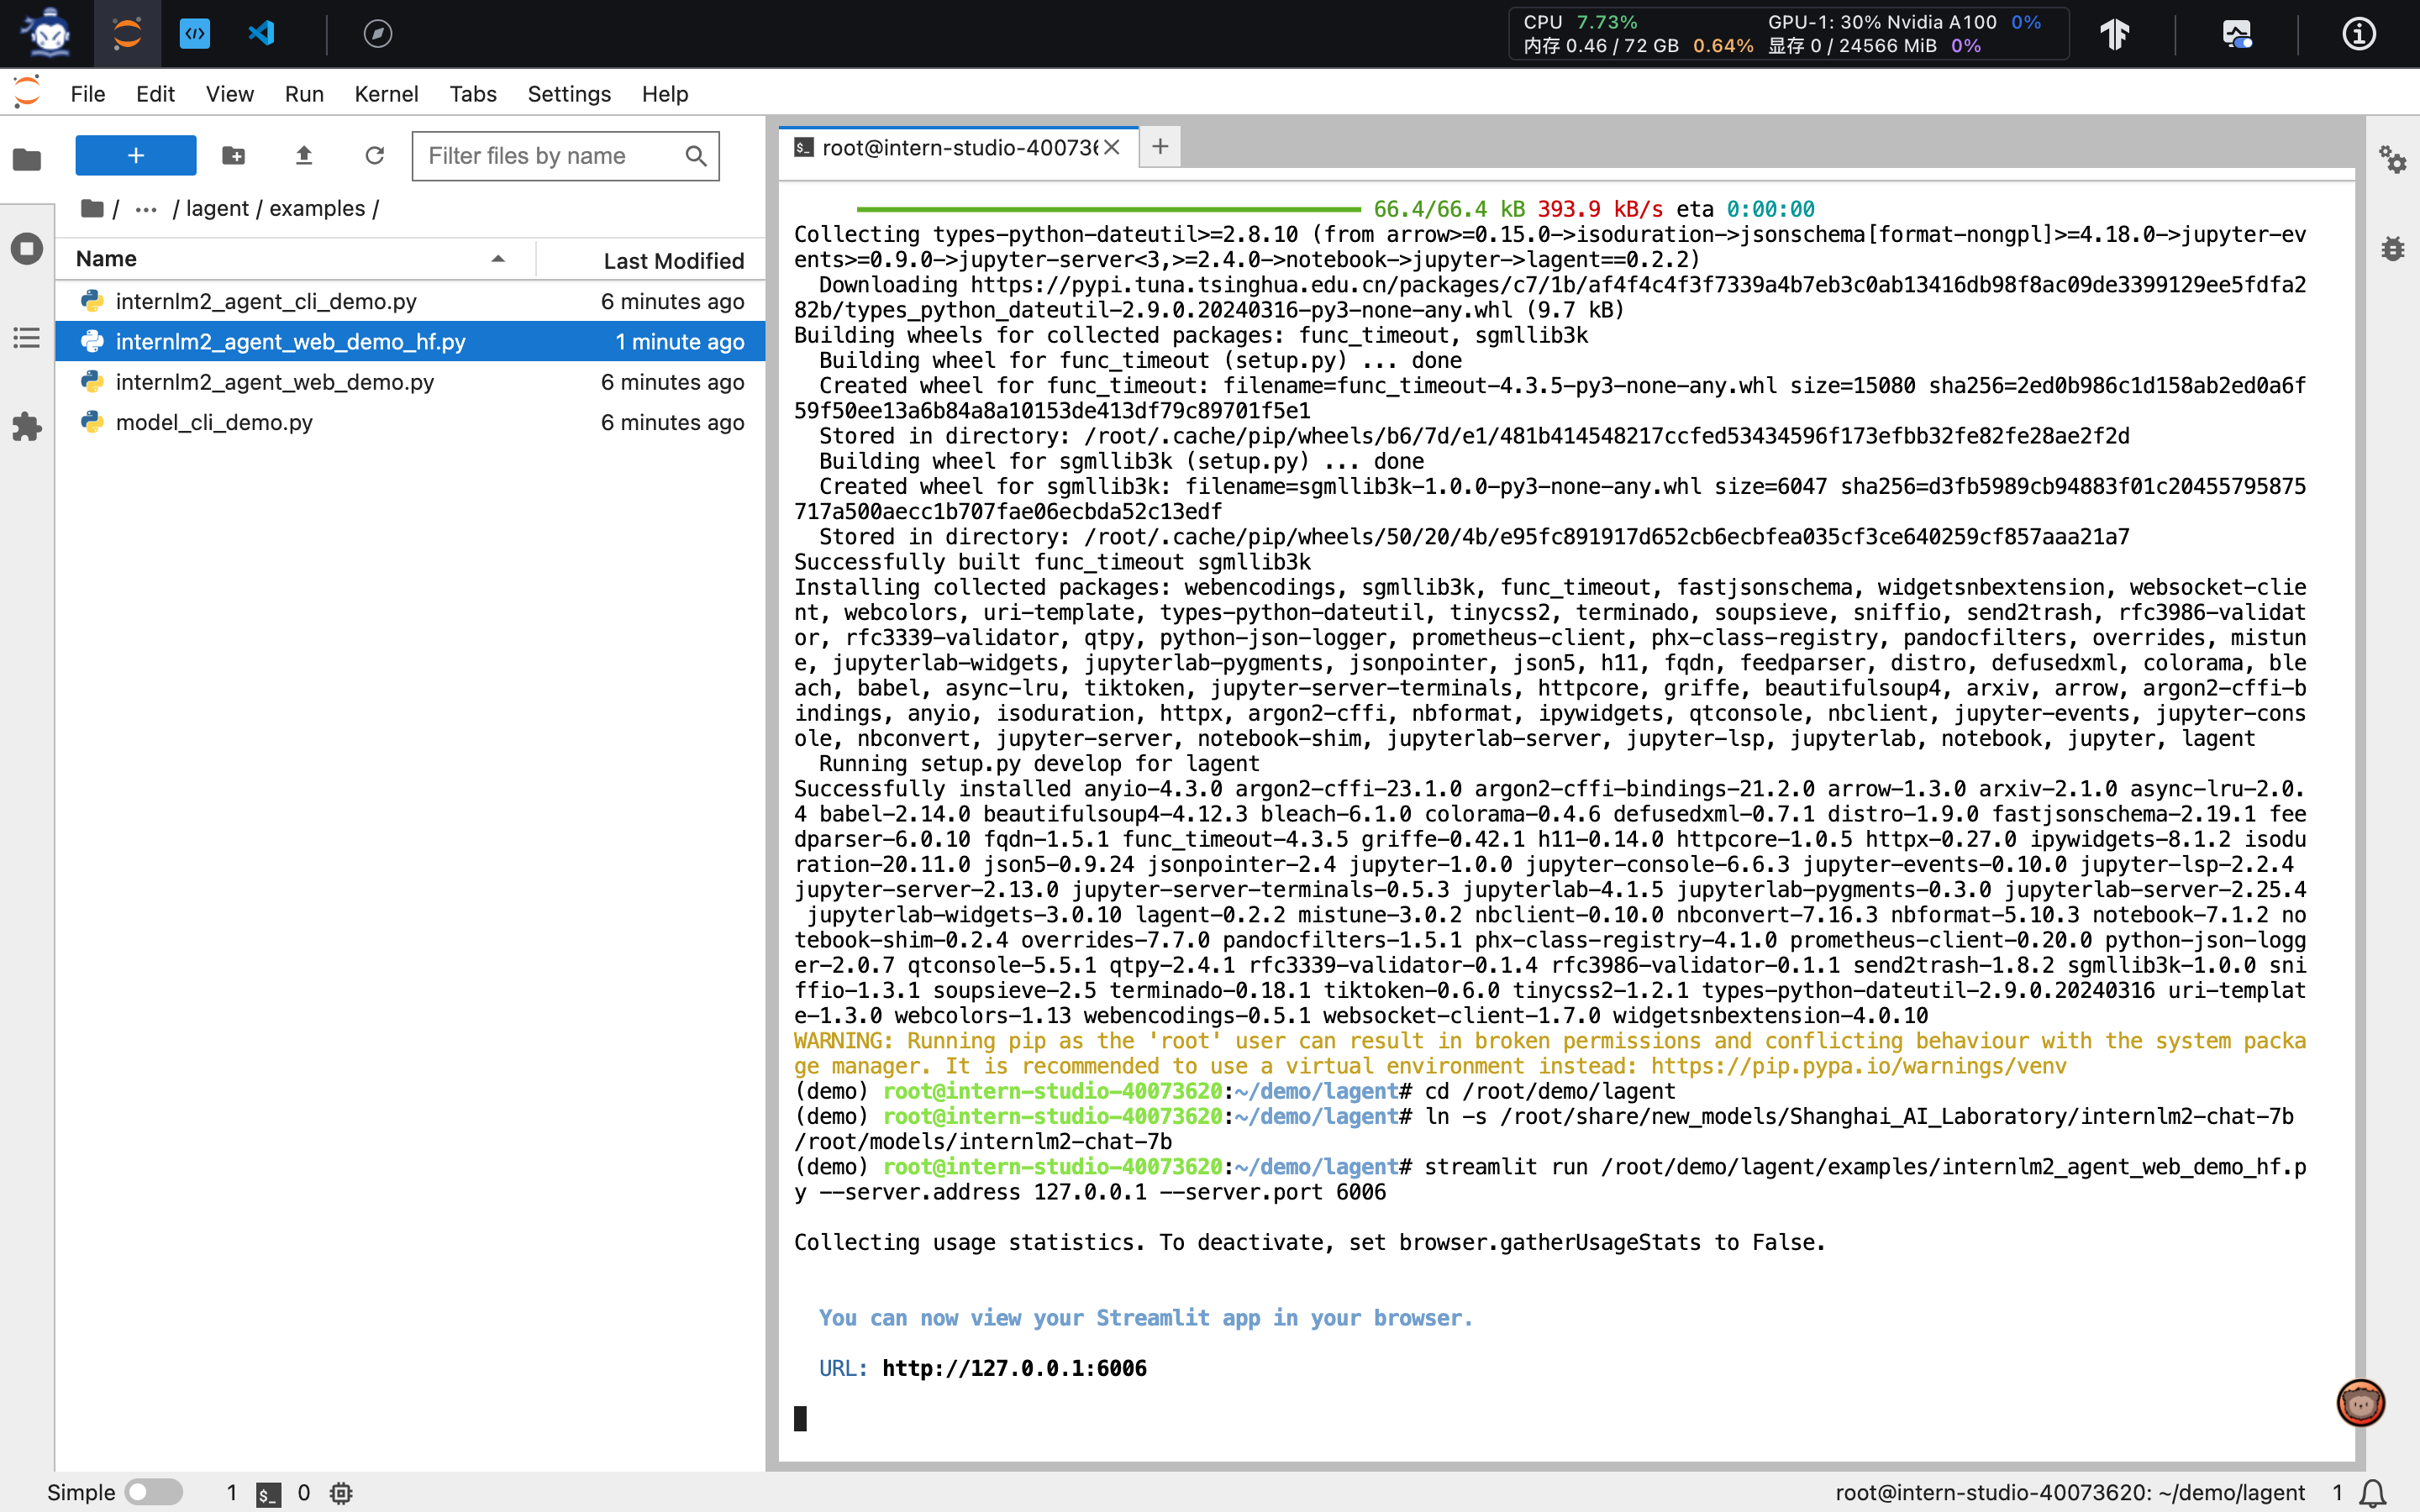 CPU 7.73% GPU-1: 30% Nvidia A100 0%
内存 0.46 / 72 GB 0.64% 显存 0 / 24566 MiB 0%
File Edit View Run Kernel Tabs Settings Help
+ Filter files by name
/ ... / lagent / examples /
Name Last Modified
internlm2_agent_cli_demo.py 6 minutes ago
internlm2_agent_web_demo_hf.py 1 minute ago
internlm2_agent_web_demo.py 6 minutes ago
model_cli_demo.py 6 minutes ago
root@intern-studio-40073
66.4/66.4 kB 393.9 kB/s eta 0:00:00
Collecting types-python-dateutil>=2.8.10 (from arrow>=0.15.0->isoduration->jsonschema[format-nongpl]>=4.18.0->jupyter-ev
ents>=0.9.0->jupyter-server<3,>=2.4.0->notebook->jupyter->lagent==0.2.2)
Downloading https://pypi.tuna.tsinghua.edu.cn/packages/c7/1b/af4f4c4f3f7339a4b7eb3c0ab13416db98f8ac09de3399129ee5fdfa2
82b/types_python_dateutil-2.9.0.20240316-py3-none-any.whl (9.7 kB)
Building wheels for collected packages: func_timeout, sgmllib3k
Building wheel for func_timeout (setup.py) ... done
Created wheel for func_timeout: filename=func_timeout-4.3.5-py3-none-any.whl size=15080 sha256=2ed0b986c1d158ab2ed0a6f
59f50ee13a6b84a8a10153de413df79c89701f5e1
Stored in directory: /root/.cache/pip/wheels/b6/7d/e1/481b414548217ccfed53434596f173efbb32fe82fe28ae2f2d
Building wheel for sgmllib3k (setup.py) ... done
Created wheel for sgmllib3k: filename=sgmllib3k-1.0.0-py3-none-any.whl size=6047 sha256=d3fb5989cb94883f01c20455795875
717a500aecc1b707fae06ecbda52c13edf
Stored in directory: /root/.cache/pip/wheels/50/20/4b/e95fc891917d652cb6ecbfea035cf3ce640259cf857aaa21a7
Successfully built func_timeout sgmllib3k
Installing collected packages: webencodings, sgmllib3k, func_timeout, fastjsonschema, widgetsnbextension, websocket-clie
nt, webcolors, uri-template, types-python-dateutil, tinycss2, terminado, soupsieve, sniffio, send2trash, rfc3986-validat
or, rfc3339-validator, qtpy, python-json-logger, prometheus-client, phx-class-registry, pandocfilters, overrides, mistun
e, jupyterlab-widgets, jupyterlab-pygments, jsonpointer, json5, h11, fqdn, feedparser, distro, defusedxml, colorama, ble
ach, babel, async-lru, tiktoken, jupyter-server-terminals, httpcore, griffe, beautifulsoup4, arxiv, arrow, argon2-cffi-b
indings, anyio, isoduration, httpx, argon2-cffi, nbformat, ipywidgets, qtconsole, nbclient, jupyter-events, jupyter-cons
ole, nbconvert, jupyter-server, notebook-shim, jupyterlab-server, jupyter-lsp, jupyterlab, notebook, jupyter, lagent
Running setup.py develop for lagent
Successfully installed anyio-4.3.0 argon2-cffi-23.1.0 argon2-cffi-bindings-21.2.0 arrow-1.3.0 arxiv-2.1.0 async-lru-2.0.
4 babel-2.14.0 beautifulsoup4-4.12.3 bleach-6.1.0 colorama-0.4.6 defusedxml-0.7.1 distro-1.9.0 fastjsonschema-2.19.1 fee
dparser-6.0.10 fqdn-1.5.1 func_timeout-4.3.5 griffe-0.42.1 h11-0.14.0 httpcore-1.0.5 httpx-0.27.0 ipywidgets-8.1.2 isodu
ration-20.11.0 json5-0.9.24 jsonpointer-2.4 jupyter-1.0.0 jupyter-console-6.6.3 jupyter-events-0.10.0 jupyter-lsp-2.2.4
jupyter-server-2.13.0 jupyter-server-terminals-0.5.3 jupyterlab-4.1.5 jupyterlab-pygments-0.3.0 jupyterlab-server-2.25.4
jupyterlab-widgets-3.0.10 lagent-0.2.2 mistune-3.0.2 nbclient-0.10.0 nbconvert-7.16.3 nbformat-5.10.3 notebook-7.1.2 no
tebook-shim-0.2.4 overrides-7.7.0 pandocfilters-1.5.1 phx-class-registry-4.1.0 prometheus-client-0.20.0 python-json-logg
er-2.0.7 qtconsole-5.5.1 qtpy-2.4.1 rfc3339-validator-0.1.4 rfc3986-validator-0.1.1 send2trash-1.8.2 sgmllib3k-1.0.0 sni
ffio-1.3.1 soupsieve-2.5 terminado-0.18.1 tiktoken-0.6.0 tinycss2-1.2.1 types-python-dateutil-2.9.0.20240316 uri-templat
e-1.3.0 webcolors-1.13 webencodings-0.5.1 websocket-client-1.7.0 widgetsnbextension-4.0.10
WARNING: Running pip as the 'root' user can result in broken permissions and conflicting behaviour with the system packa
ge manager. It is recommended to use a virtual environment instead: https://pip.pypa.io/warnings/venv
(demo) root@intern-studio-40073620:~/demo/lagent# cd /root/demo/lagent
(demo) root@intern-studio-40073620:~/demo/lagent# ln -s /root/share/new_models/Shanghai_AI_Laboratory/internlm2-chat-7b
/root/models/internlm2-chat-7b
(demo) root@intern-studio-40073620:~/demo/lagent# streamlit run /root/demo/lagent/examples/internlm2_agent_web_demo_hf.p
y --server.address 127.0.0.1 --server.port 6006
Collecting usage statistics. To deactivate, set browser.gatherUsageStats to False.
You can now view your Streamlit app in your browser.
URL: http://127.0.0.1:6006
Simple 1 0 root@intern-studio-40073620: ~/demo/lagent 1